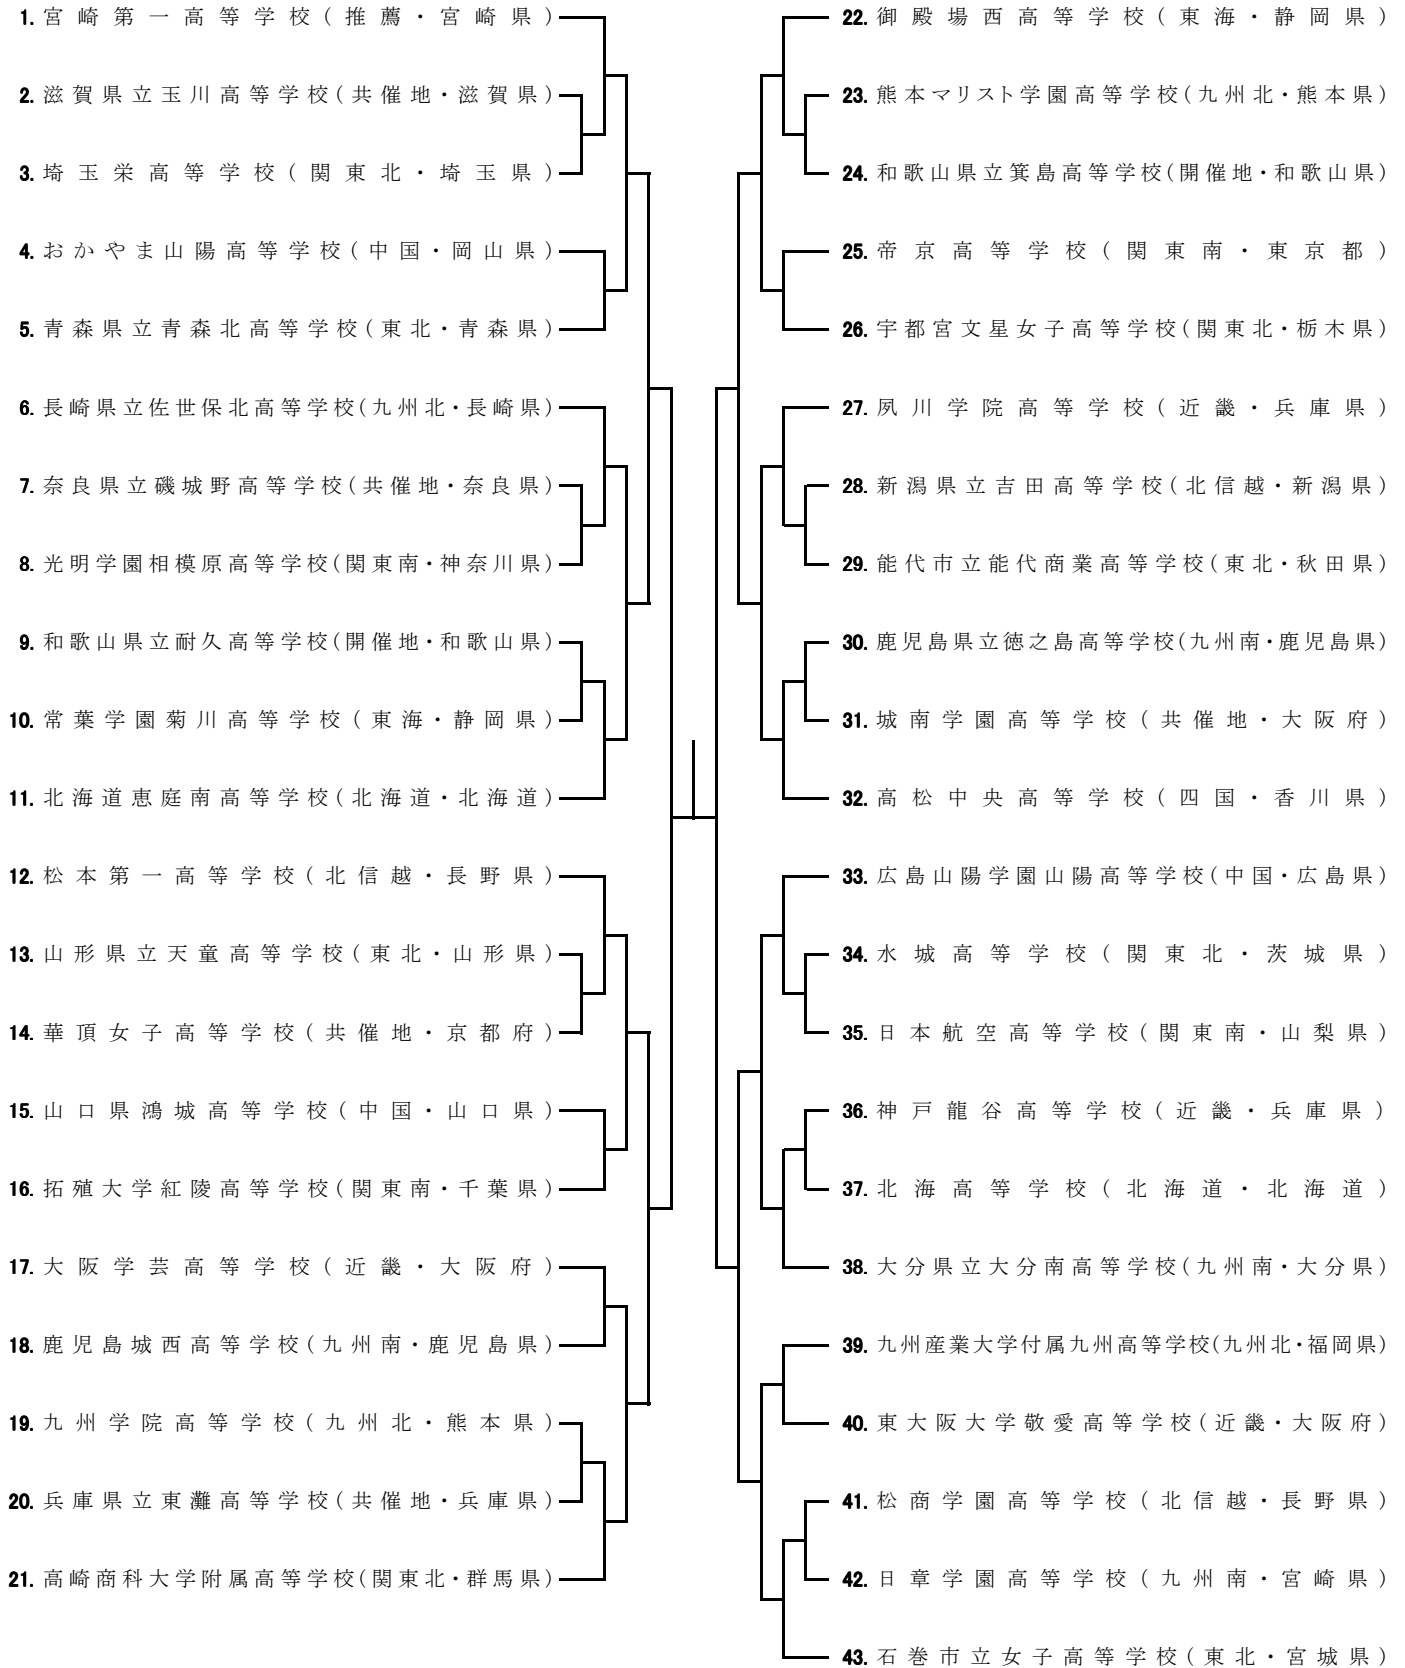 1. 宮崎第一高等学校(推薦・宮崎県)
2. 滋賀県立玉川高等学校(共催地・滋賀県)
3. 埼玉栄高等学校(関東北・埼玉県)
4. おかやま山陽高等学校(中国・岡山県)
5. 青森県立青森北高等学校(東北・青森県)
6. 長崎県立佐世保北高等学校(九州北・長崎県)
7. 奈良県立磯城野高等学校(共催地・奈良県)
8. 光明学園相模原高等学校(関東南・神奈川県)
9. 和歌山県立耐久高等学校(開催地・和歌山県)
10. 常葉学園菊川高等学校(東海・静岡県)
11. 北海道恵庭南高等学校(北海道・北海道)
12. 松本第一高等学校(北信越・長野県)
13. 山形県立天童高等学校(東北・山形県)
14. 華頂女子高等学校(共催地・京都府)
15. 山口県鴻城高等学校(中国・山口県)
16. 拓殖大学紅陵高等学校(関東南・千葉県)
17. 大阪学芸高等学校(近畿・大阪府)
18. 鹿児島城西高等学校(九州南・鹿児島県)
19. 九州学院高等学校(九州北・熊本県)
20. 兵庫県立東灘高等学校(共催地・兵庫県)
21. 高崎商科大学附属高等学校(関東北・群馬県)
22. 御殿場西高等学校(東海・静岡県)
23. 熊本マリスト学園高等学校(九州北・熊本県)
24. 和歌山県立箕島高等学校(開催地・和歌山県)
25. 帝京高等学校(関東南・東京都)
26. 宇都宮文星女子高等学校(関東北・栃木県)
27. 夙川学院高等学校(近畿・兵庫県)
28. 新潟県立吉田高等学校(北信越・新潟県)
29. 能代市立能代商業高等学校(東北・秋田県)
30. 鹿児島県立徳之島高等学校(九州南・鹿児島県)
31. 城南学園高等学校(共催地・大阪府)
32. 高松中央高等学校(四国・香川県)
33. 広島山陽学園山陽高等学校(中国・広島県)
34. 水城高等学校(関東北・茨城県)
35. 日本航空高等学校(関東南・山梨県)
36. 神戸龍谷高等学校(近畿・兵庫県)
37. 北海高等学校(北海道・北海道)
38. 大分県立大分南高等学校(九州南・大分県)
39. 九州産業大学付属九州高等学校(九州北・福岡県)
40. 東大阪大学敬愛高等学校(近畿・大阪府)
41. 松商学園高等学校(北信越・長野県)
42. 日章学園高等学校(九州南・宮崎県)
43. 石巻市立女子高等学校(東北・宮城県)